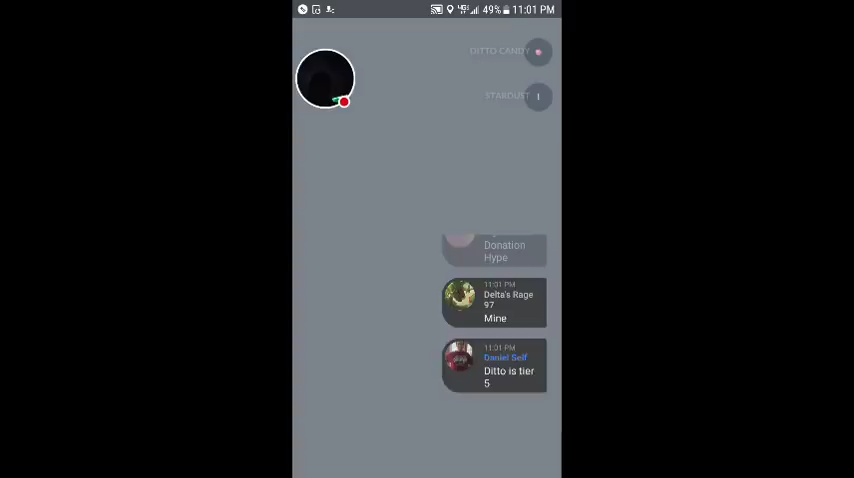 49% 11:01 PM
DITTO CANDY
STARDUST
Donation
Hype
11:01 PM
Delta's Rage
97
Mine
11:01 PM
Daniel Self
Ditto is tier
5